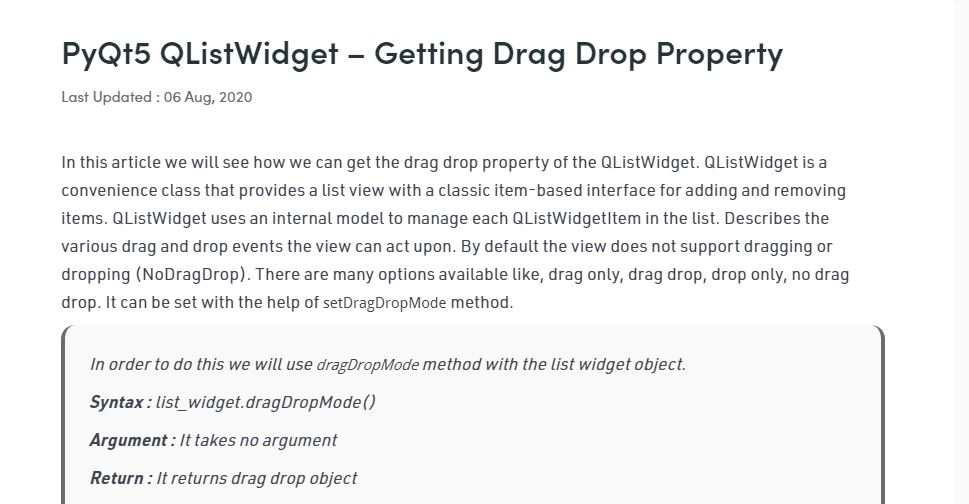 PyQt5 QListWidget – Getting Drag Drop Property
Last Updated : 06 Aug, 2020
In this article we will see how we can get the drag drop property of the QListWidget. QListWidget is a
convenience class that provides a list view with a classic item-based interface for adding and removing
items. QListWidget uses an internal model to manage each QListWidgetItem in the list. Describes the
various drag and drop events the view can act upon. By default the view does not support dragging or
dropping (NoDragDrop). There are many options available like, drag only, drag drop, drop only, no drag
drop. It can be set with the help of setDragDropMode method.
In order to do this we will use dragDropMode method with the list widget object.
Syntax : list_widget.dragDropMode()
Argument : It takes no argument
Return : It returns drag drop object